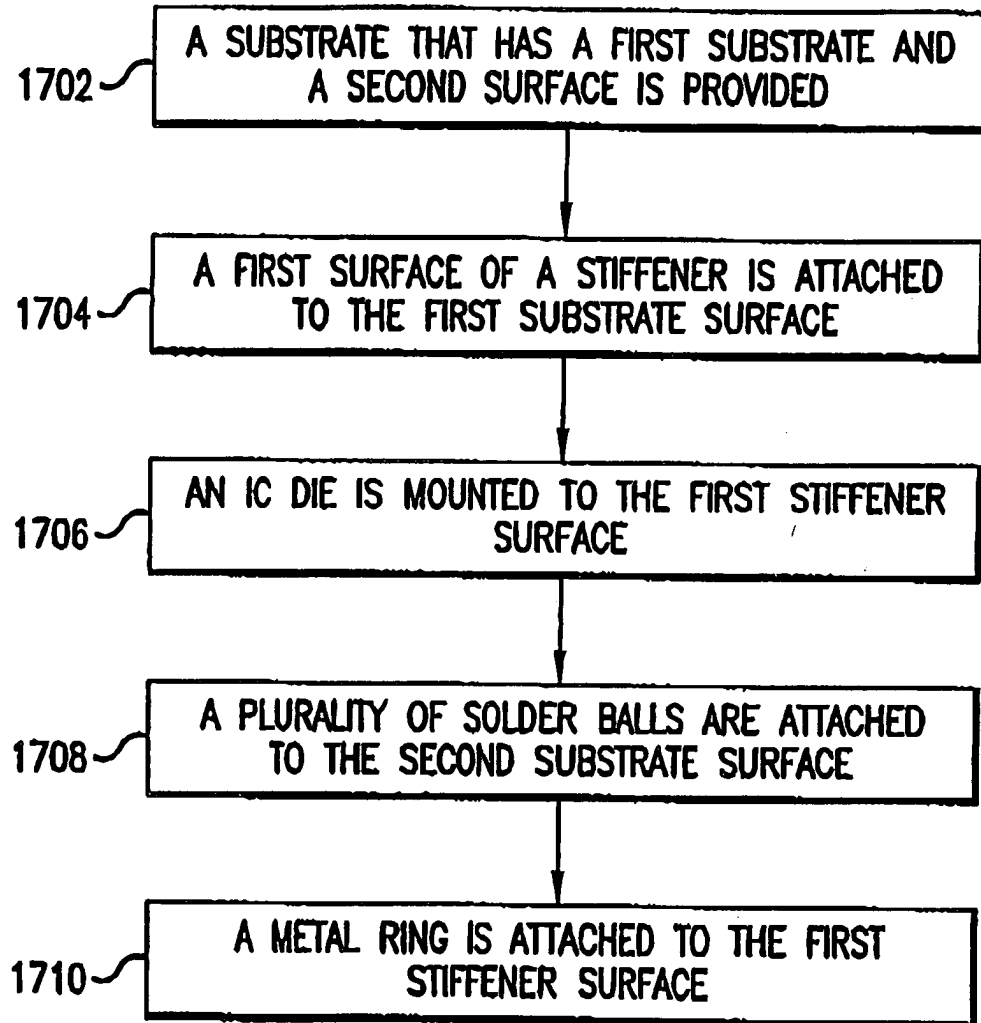 1702
A SUBSTRATE THAT HAS A FIRST SUBSTRATE AND
A SECOND SURFACE IS PROVIDED
1704
A FIRST SURFACE OF A STIFFENER IS ATTACHED
TO THE FIRST SUBSTRATE SURFACE
1706
AN IC DIE IS MOUNTED TO THE FIRST STIFFENER
SURFACE
1708
A PLURALITY OF SOLDER BALLS ARE ATTACHED
TO THE SECOND SUBSTRATE SURFACE
1710
A METAL RING IS ATTACHED TO THE FIRST
STIFFENER SURFACE